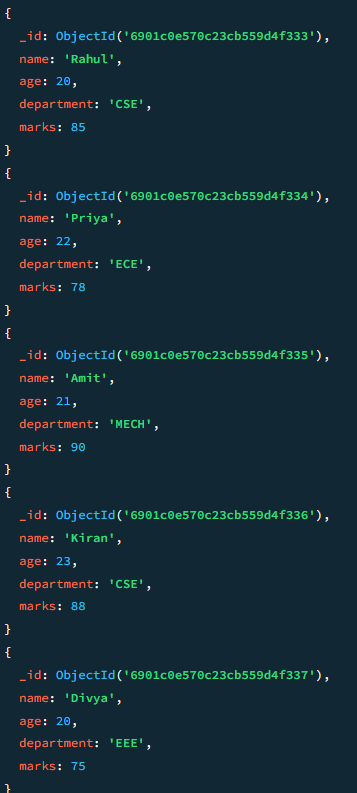 {
  _id: ObjectId('6901c0e570c23cb559d4f333'),
  name: 'Rahul',
  age: 20,
  department: 'CSE',
  marks: 85
}
{
  _id: ObjectId('6901c0e570c23cb559d4f334'),
  name: 'Priya',
  age: 22,
  department: 'ECE',
  marks: 78
}
{
  _id: ObjectId('6901c0e570c23cb559d4f335'),
  name: 'Amit',
  age: 21,
  department: 'MECH',
  marks: 90
}
{
  _id: ObjectId('6901c0e570c23cb559d4f336'),
  name: 'Kiran',
  age: 23,
  department: 'CSE',
  marks: 88
}
{
  _id: ObjectId('6901c0e570c23cb559d4f337'),
  name: 'Divya',
  age: 20,
  department: 'EEE',
  marks: 75
}